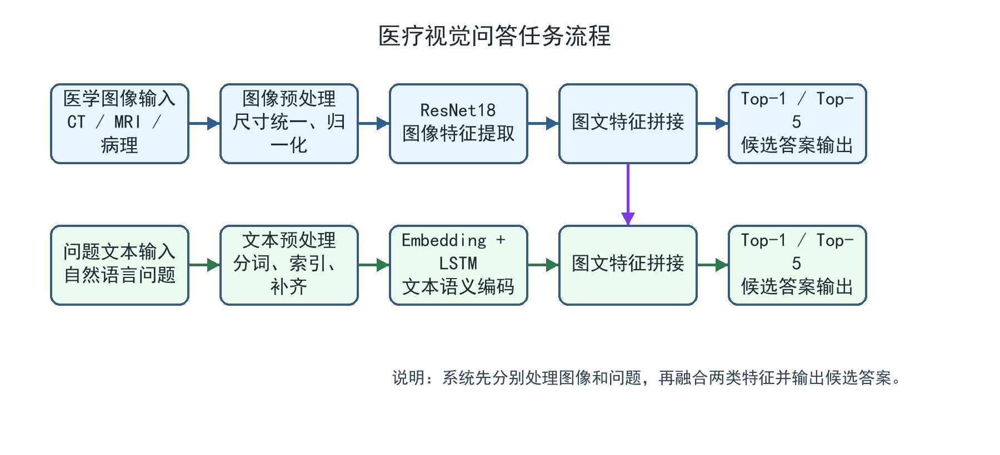 医疗视觉问答任务流程
医学图像输入
CT / MRI /
病理
图像预处理
尺寸统一、归
一化
ResNet18
图像特征提取
图文特征拼接
Top-1 / Top-
5
候选答案输出
问题文本输入
自然语言问题
文本预处理
分词、索引、
补齐
Embedding +
LSTM
文本语义编码
图文特征拼接
Top-1 / Top-
5
候选答案输出
说明：系统先分别处理图像和问题，再融合两类特征并输出候选答案。